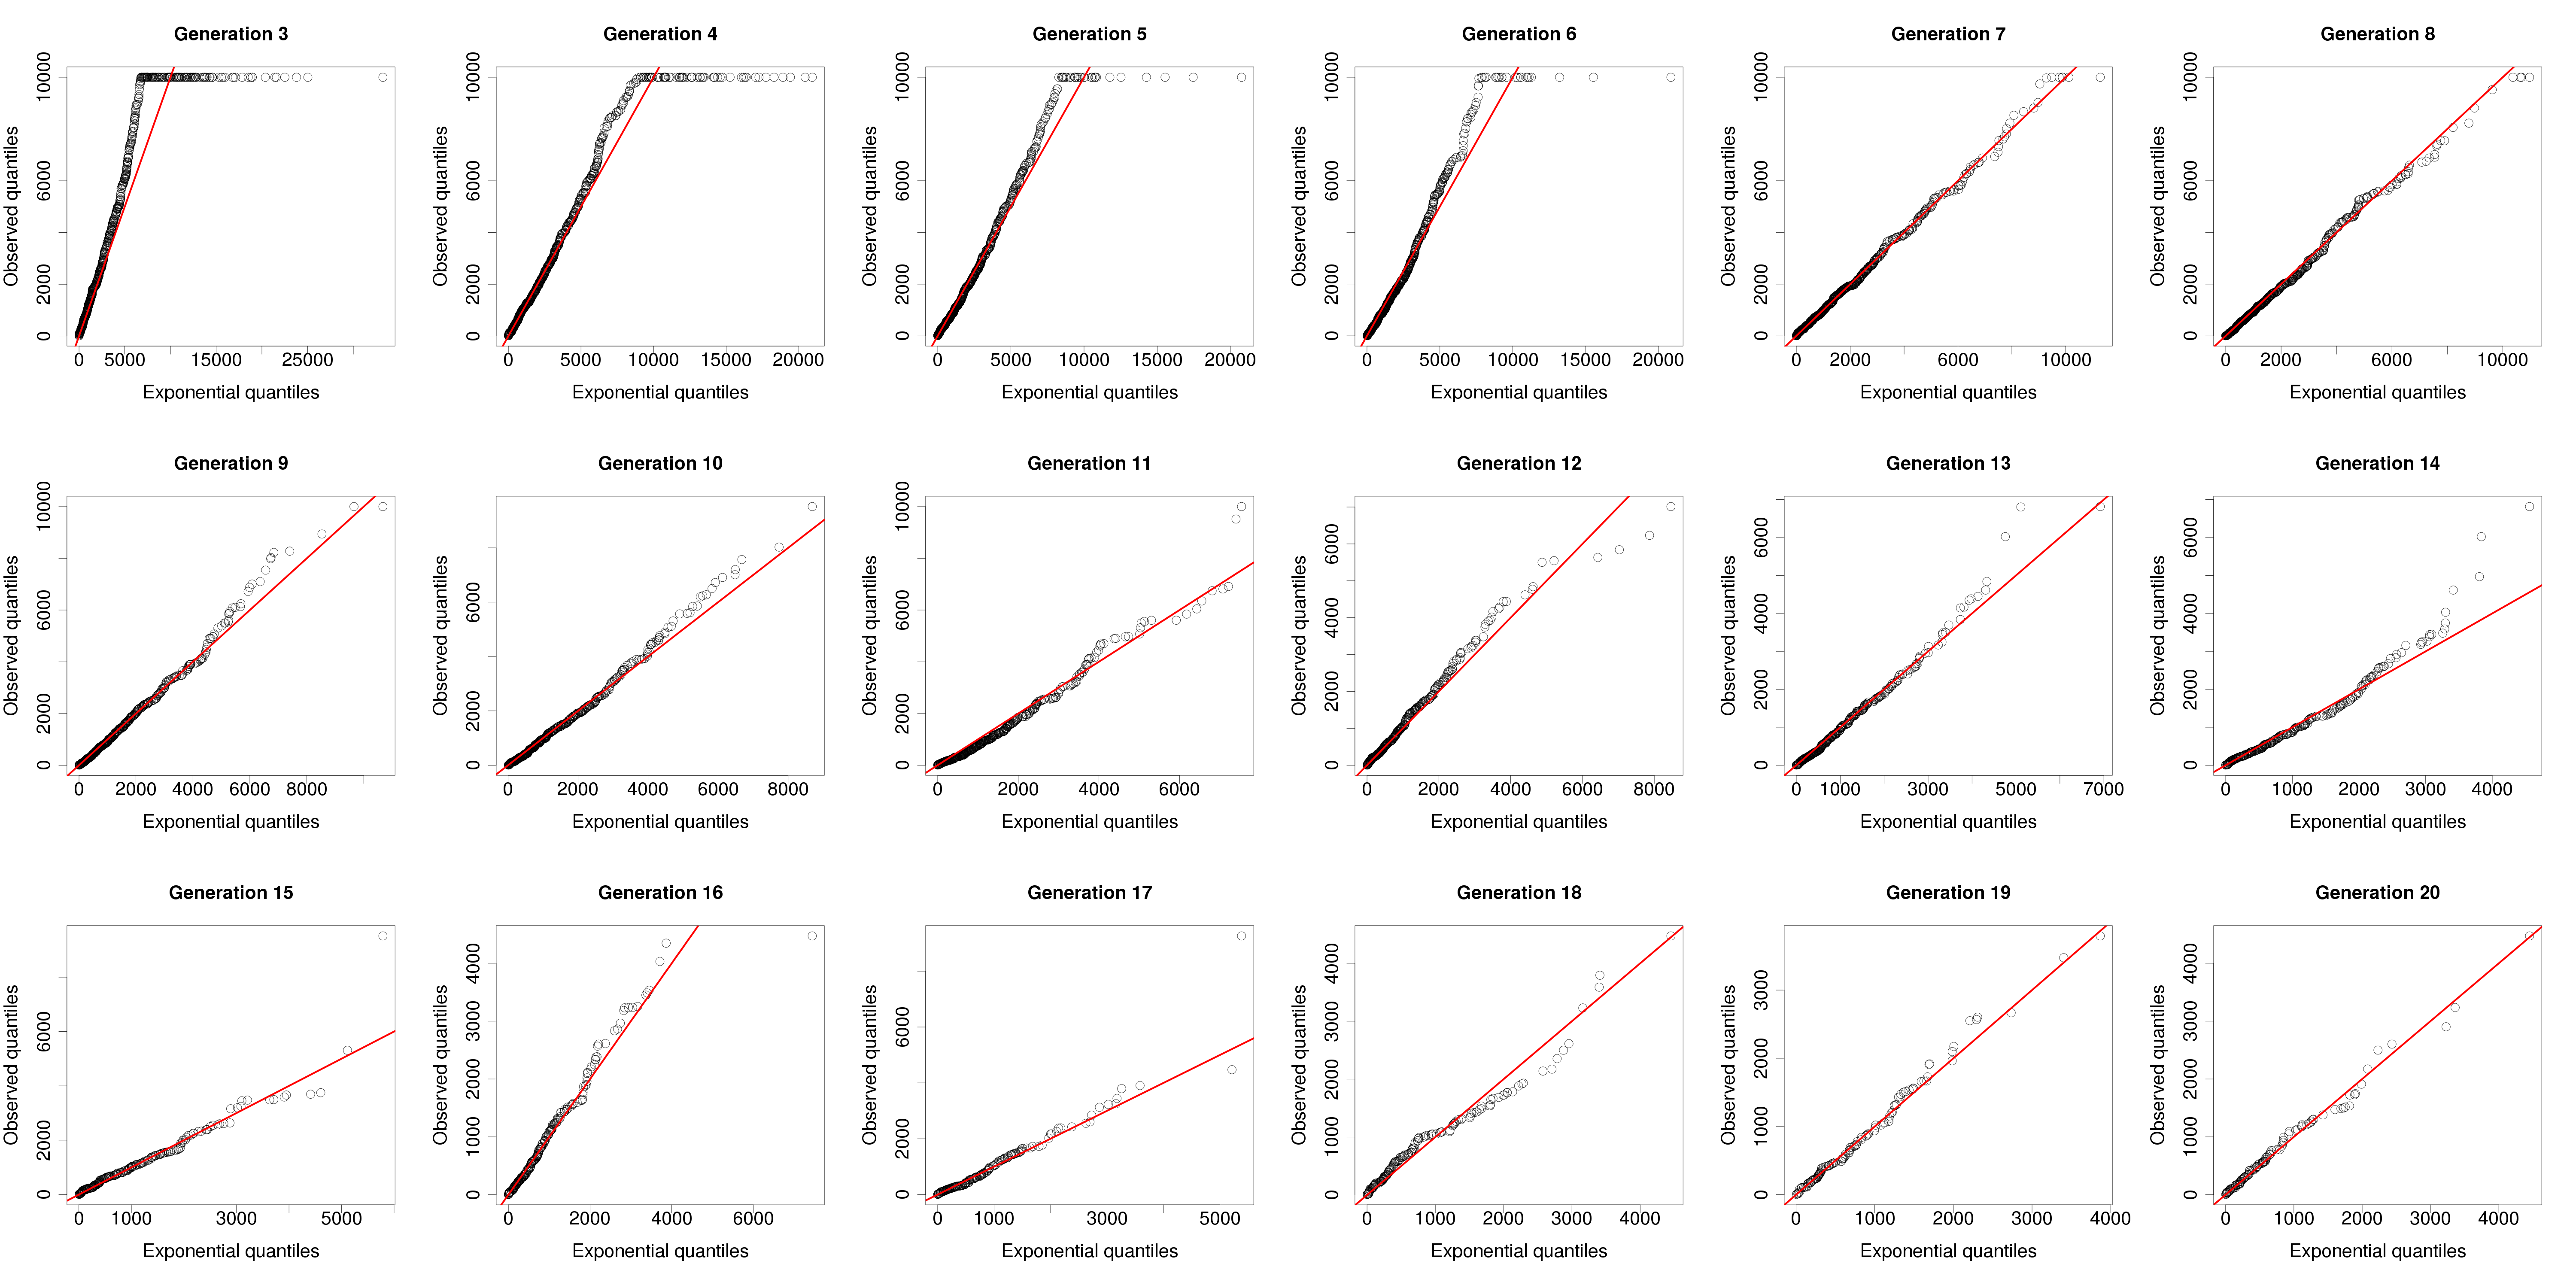 Generation 3
Observed quantiles
0 2000 6000 10000
0 5000 15000 25000
Exponential quantiles
Generation 4
Observed quantiles
0 2000 6000 10000
0 5000 10000 15000 20000
Exponential quantiles
Generation 5
Observed quantiles
0 2000 6000 10000
0 5000 10000 15000 20000
Exponential quantiles
Generation 6
Observed quantiles
0 2000 6000 10000
0 5000 10000 15000 20000
Exponential quantiles
Generation 7
Observed quantiles
0 2000 6000 10000
0 2000 6000 10000
Exponential quantiles
Generation 8
Observed quantiles
0 2000 6000 10000
0 2000 6000 10000
Exponential quantiles
Generation 9
Observed quantiles
0 2000 6000 10000
0 2000 4000 6000 8000
Exponential quantiles
Generation 10
Observed quantiles
0 2000 6000
0 2000 4000 6000 8000
Exponential quantiles
Generation 11
Observed quantiles
0 2000 6000 10000
0 2000 4000 6000
Exponential quantiles
Generation 12
Observed quantiles
0 2000 4000 6000
0 2000 4000 6000 8000
Exponential quantiles
Generation 13
Observed quantiles
0 2000 4000 6000
0 1000 3000 5000 7000
Exponential quantiles
Generation 14
Observed quantiles
0 2000 4000 6000
0 1000 2000 3000 4000
Exponential quantiles
Generation 15
Observed quantiles
0 2000 6000
0 1000 3000 5000
Exponential quantiles
Generation 16
Observed quantiles
0 1000 2000 3000 4000
0 2000 4000 6000
Exponential quantiles
Generation 17
Observed quantiles
0 2000 6000
0 1000 3000 5000
Exponential quantiles
Generation 18
Observed quantiles
0 1000 2000 3000 4000
0 1000 2000 3000 4000
Exponential quantiles
Generation 19
Observed quantiles
0 1000 2000 3000
0 1000 2000 3000 4000
Exponential quantiles
Generation 20
Observed quantiles
0 1000 2000 3000 4000
0 1000 2000 3000 4000
Exponential quantiles